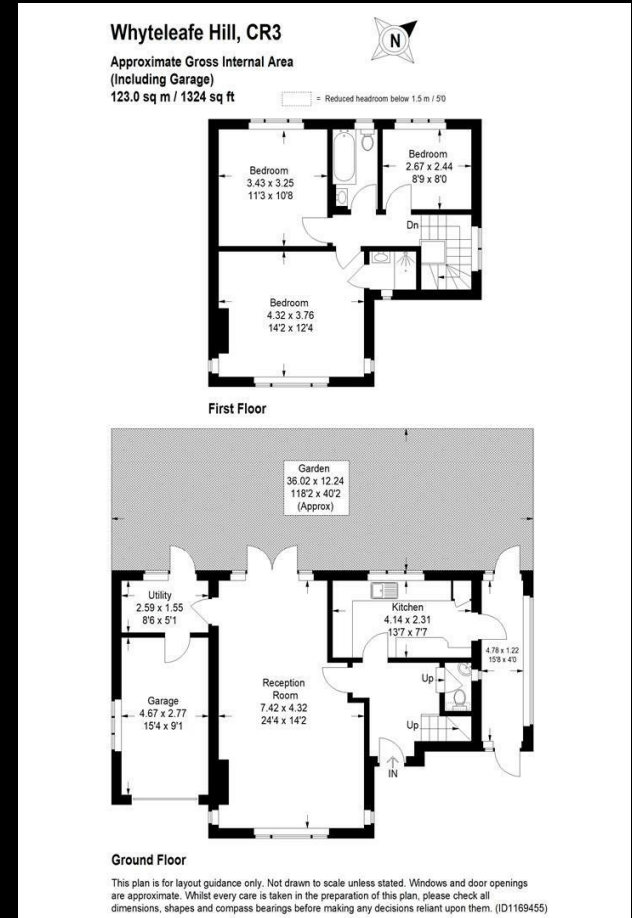 Whyteleafe Hill, CR3
Approximate Gross Internal Area
(Including Garage)
123.0 sq m / 1324 sq ft
N
= Reduced headroom below 1.5 m / 5'0
Bedroom
3.43 x 3.25
11'3 x 10'8
Bedroom
2.67 x 2.44
8'9 x 8'0
Dn
Bedroom
4.32 x 3.76
14'2 x 12'4
First Floor
Garden
36.02 x 12.24
118'2 x 40'2
(Approx)
Utility
2.59 x 1.55
8'6 x 5'1
Kitchen
4.14 x 2.31
13'7 x 7'7
4.78 x 1.22
15'8 x 4'0
Reception
Room
7.42 x 4.32
24'4 x 14'2
Garage
4.67 x 2.77
15'4 x 9'1
Up
Up
IN
Ground Floor
This plan is for layout guidance only. Not drawn to scale unless stated. Windows and door openings
are approximate. Whilst every care is taken in the preparation of this plan, please check all
dimensions, shapes and compass bearings before making any decisions reliant upon them. (ID1169455)